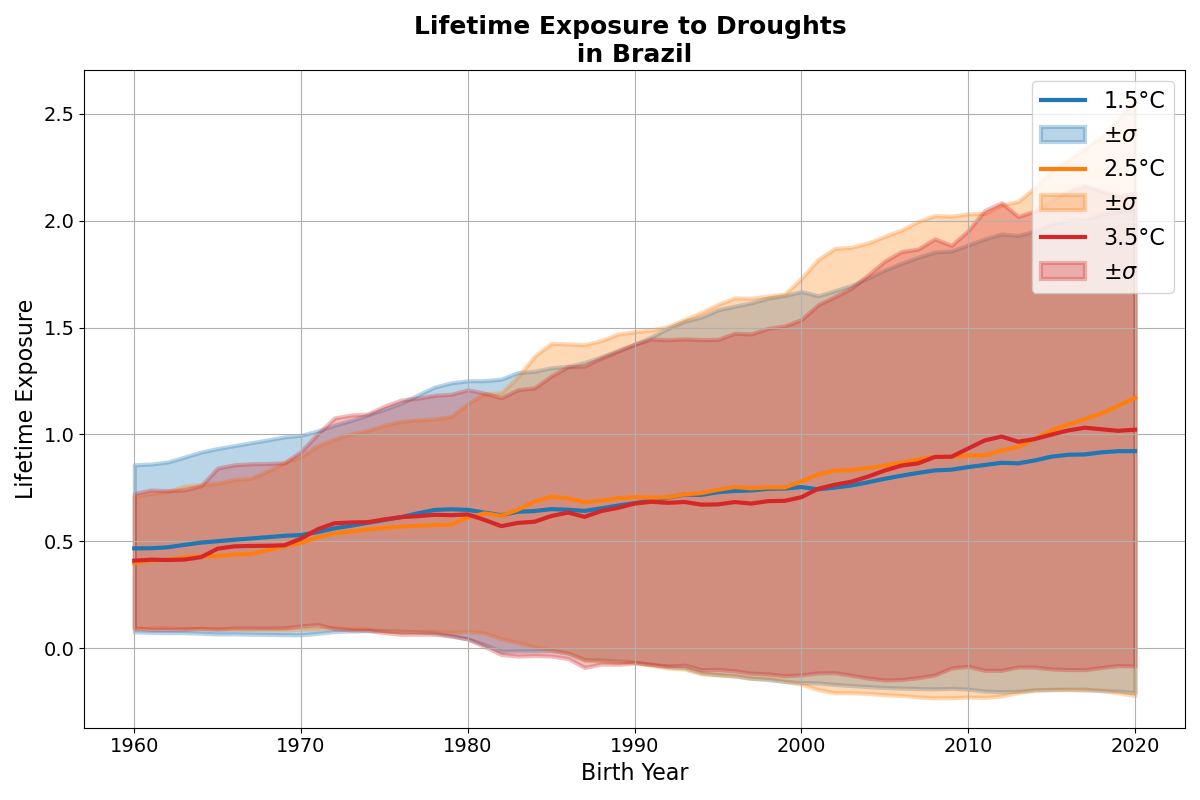 Lifetime Exposure to Droughts
in Brazil
Lifetime Exposure
2.5
2.0
1.5
1.0
0.5
0.0
1960
1970
1980
1990
2000
2010
2020
Birth Year
1.5°C
±σ
2.5°C
±σ
3.5°C
±σ